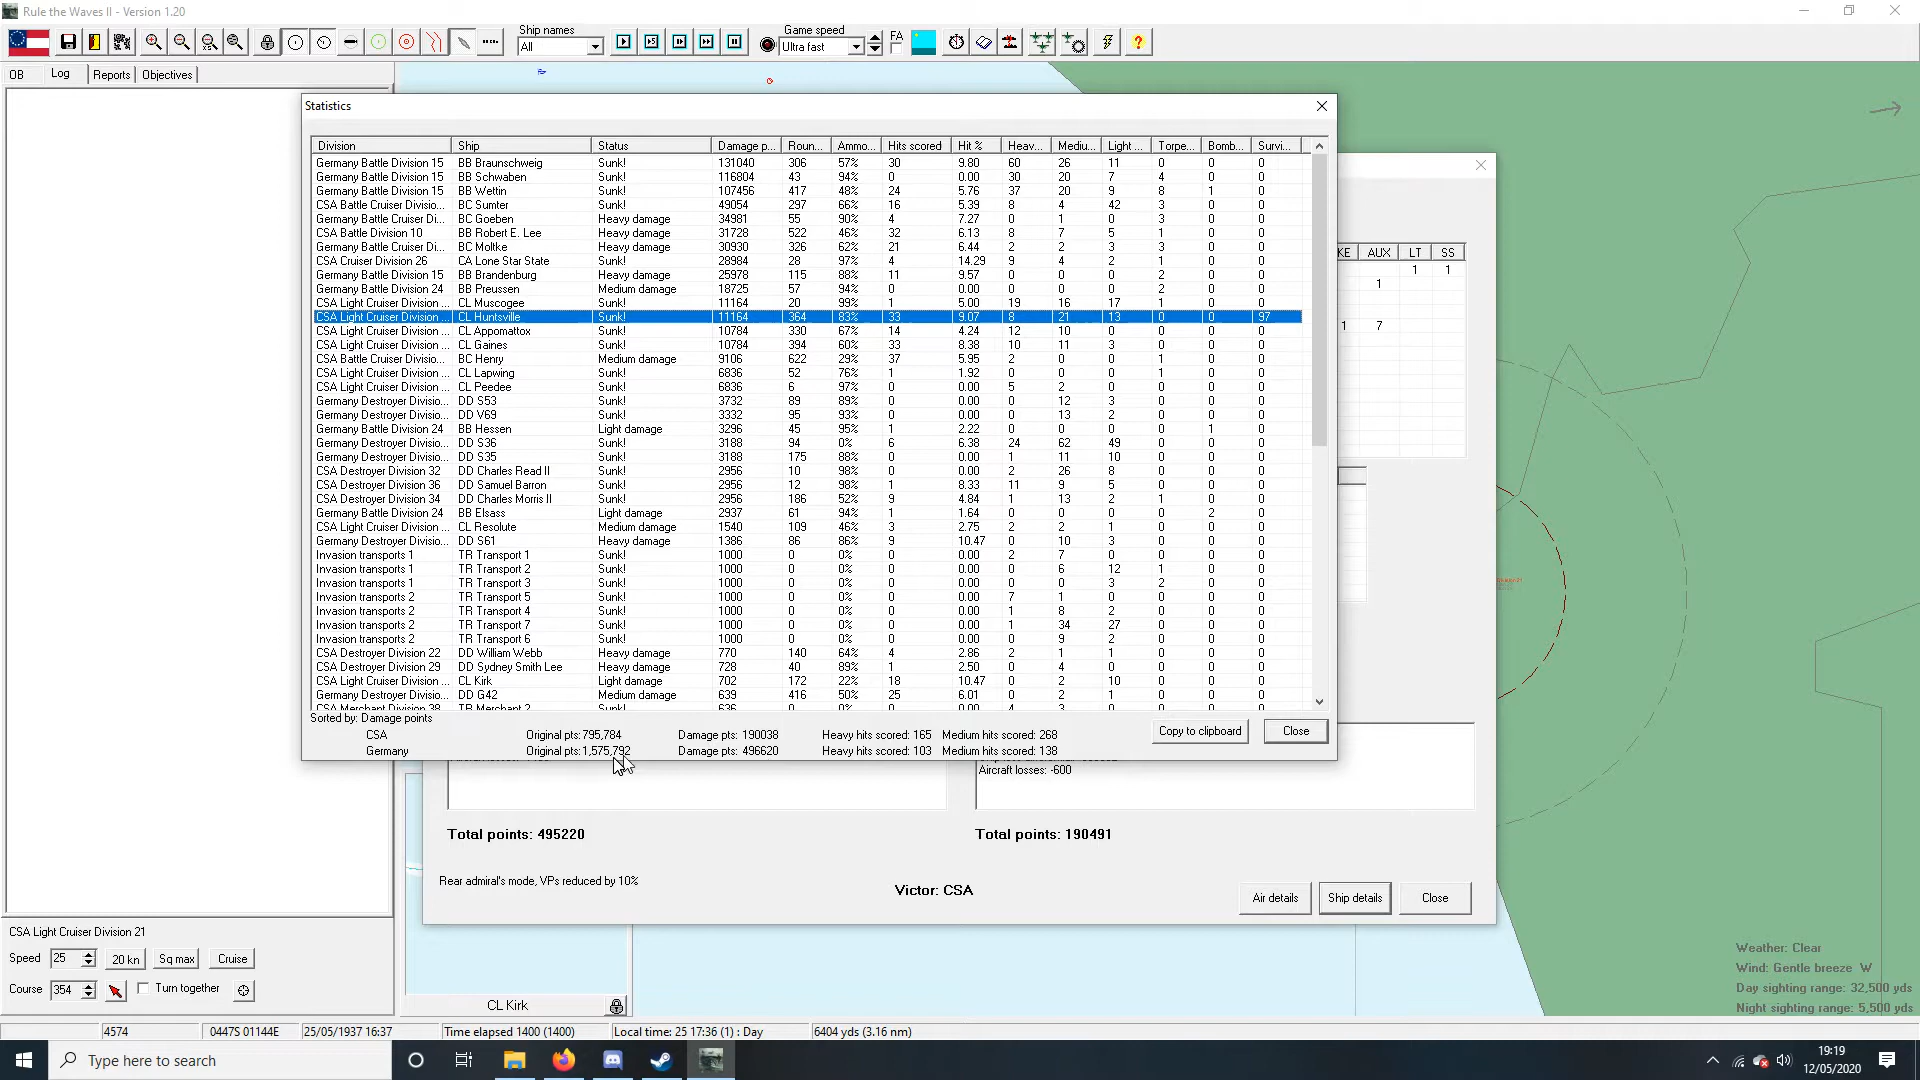 Rule the Waves II - Version 1.20
Ship names
All
Game speed
Ultra fast
FA
OB Log Reports Objectives
Statistics
Division Ship Status Damage p... Roun... Ammo... Hits scored Hit % Heav... Mediu... Light ... Torpe... Bomb... Survi...
Germany Battle Division 15 BB Braunschweig Sunk! 131040 306 57% 30 9.80 60 26 11 0 0 0
Germany Battle Division 15 BB Schwaben Sunk! 116804 43 94% 0 0.00 30 20 7 4 0 0
Germany Battle Division 15 BB Wettin Sunk! 107456 417 48% 24 5.76 37 20 9 8 1 0
CSA Battle Cruiser Divisio... BC Sumter Sunk! 49054 297 66% 16 5.39 8 4 42 3 0 0
Germany Battle Cruiser Di... BC Goeben Heavy damage 34981 55 90% 4 7.27 0 1 0 3 0 0
CSA Battle Division 10 BB Robert E. Lee Heavy damage 31728 522 46% 32 6.13 8 7 5 1 0 0
Germany Battle Cruiser Di... BC Moltke Heavy damage 30930 326 62% 21 6.44 2 2 3 3 0 0
CSA Cruiser Division 26 CA Lone Star State Sunk! 28984 28 97% 4 14.29 9 4 2 1 0 0
Germany Battle Division 15 BB Brandenburg Heavy damage 25978 115 88% 11 9.57 0 0 0 2 0 0
Germany Battle Division 24 BB Preussen Medium damage 18725 57 94% 0 0.00 0 0 0 2 0 0
CSA Light Cruiser Division ... CL Muscogee Sunk! 11164 20 99% 1 5.00 19 16 17 1 0 0
CSA Light Cruiser Division ... CL Huntsville Sunk! 11164 364 83% 33 9.07 8 21 13 0 0 97
CSA Light Cruiser Division ... CL Appomattox Sunk! 10784 330 67% 14 4.24 12 10 0 0 0 0
CSA Light Cruiser Division ... CL Gaines Sunk! 10784 394 60% 33 8.38 10 11 3 0 0 0
CSA Battle Cruiser Divisio... BC Henry Medium damage 9106 622 29% 37 5.95 2 0 0 1 0 0
CSA Light Cruiser Division ... CL Lapwing Sunk! 6836 52 76% 1 1.92 0 0 0 1 0 0
CSA Light Cruiser Division ... CL Peedee Sunk! 6836 6 97% 0 0.00 5 2 0 0 0 0
Germany Destroyer Divisio... DD S53 Sunk! 3732 89 89% 0 0.00 0 12 3 0 0 0
Germany Destroyer Divisio... DD V69 Sunk! 3332 95 93% 0 0.00 0 13 2 0 0 0
Germany Battle Division 24 BB Hessen Light damage 3296 45 95% 1 2.22 0 0 0 0 1 0
Germany Destroyer Divisio... DD S36 Sunk! 3188 94 0% 6 6.38 24 62 49 0 0 0
Germany Destroyer Divisio... DD S35 Sunk! 3188 175 88% 0 0.00 1 11 10 0 0 0
CSA Destroyer Division 32 DD Charles Read II Sunk! 2956 10 98% 0 0.00 2 26 8 0 0 0
CSA Destroyer Division 36 DD Samuel Barron Sunk! 2956 12 98% 1 8.33 11 9 5 0 0 0
CSA Destroyer Division 34 DD Charles Morris II Sunk! 2956 186 52% 9 4.84 1 13 2 1 0 0
Germany Battle Division 24 BB Elsass Light damage 2937 61 94% 1 1.64 0 0 0 0 2 0
CSA Light Cruiser Division ... CL Resolute Medium damage 1540 109 46% 3 2.75 2 2 1 0 0 0
Germany Destroyer Divisio... DD S61 Heavy damage 1386 86 86% 9 10.47 0 10 3 0 0 0
Invasion transports 1 TR Transport 1 Sunk! 1000 0 0% 0 0.00 2 7 0 0 0 0
Invasion transports 1 TR Transport 2 Sunk! 1000 0 0% 0 0.00 0 6 12 1 0 0
Invasion transports 1 TR Transport 3 Sunk! 1000 0 0% 0 0.00 0 0 3 2 0 0
Invasion transports 2 TR Transport 5 Sunk! 1000 0 0% 0 0.00 7 1 0 0 0 0
Invasion transports 2 TR Transport 4 Sunk! 1000 0 0% 0 0.00 1 8 2 0 0 0
Invasion transports 2 TR Transport 7 Sunk! 1000 0 0% 0 0.00 1 34 27 0 0 0
Invasion transports 2 TR Transport 6 Sunk! 1000 0 0% 0 0.00 0 9 2 0 0 0
CSA Destroyer Division 22 DD William Webb Heavy damage 770 140 64% 4 2.86 2 1 1 0 0 0
CSA Destroyer Division 29 DD Sydney Smith Lee Heavy damage 728 40 89% 1 2.50 0 4 0 0 0 0
CSA Light Cruiser Division ... CL Kirk Light damage 702 172 22% 18 10.47 0 2 10 0 0 0
Germany Destroyer Divisio... DD G42 Medium damage 639 416 50% 25 6.01 0 2 1 0 0 0
CSA Merchant Division 38 TR Merchant 2 Sunk! 636 0 0% 0 0.00 4 3 0 0 0 0
Sorted by: Damage points
CSA Original pts:795,784 Damage pts: 190038 Heavy hits scored: 165 Medium hits scored: 268
Germany Original pts:1,575,792 Damage pts: 496620 Heavy hits scored: 103 Medium hits scored: 138
Copy to clipboard Close
KE AUX LT SS
1 1
1
1 7
Aircraft losses: -600
Total points: 495220 Total points: 190491
Rear admiral's mode, VPs reduced by 10%
Victor: CSA
Air details Ship details Close
CSA Light Cruiser Division 21
Speed 25 20 kn Sq max Cruise
Course 354 Turn together
CL Kirk
Weather: Clear
Wind: Gentle breeze W
Day sighting range: 32,500 yds
Night sighting range: 5,500 yds
4574 0447S 01144E 25/05/1937 16:37 Time elapsed 1400 (1400) Local time: 25 17:36 (1) : Day 6404 yds (3.16 nm)
Type here to search
19:19
12/05/2020